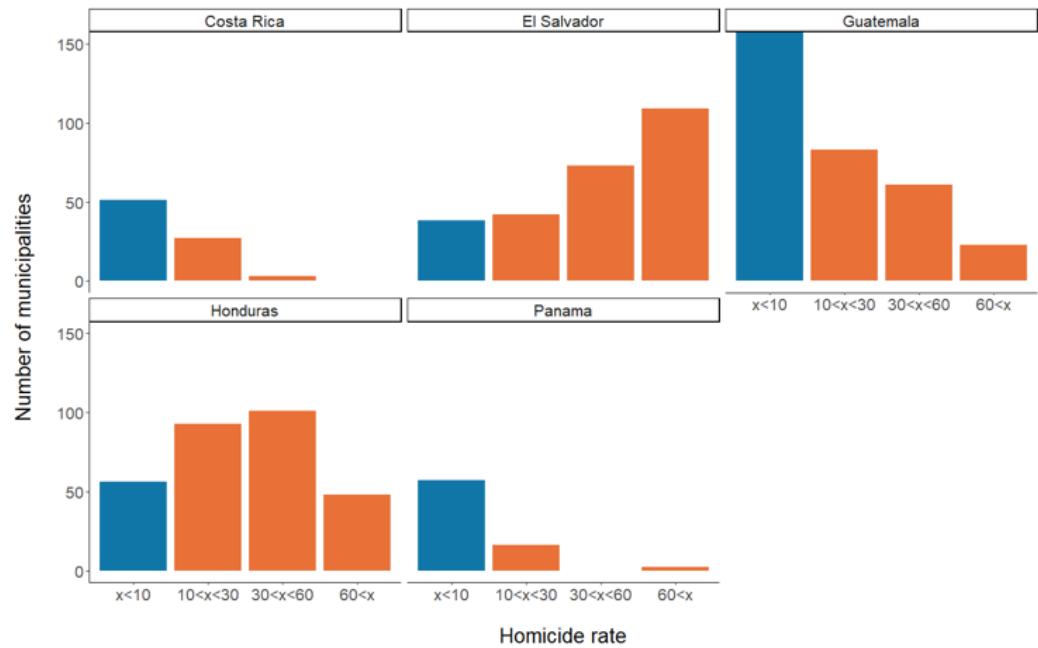 Costa Rica
El Salvador
Guatemala
150
100
50
0
x<10
10<x<30
30<x<60
60<x
Honduras
Panama
150
100
50
0
x<10
10<x<30
30<x<60
60<x
x<10
10<x<30
30<x<60
60<x
Number of municipalities
Homicide rate